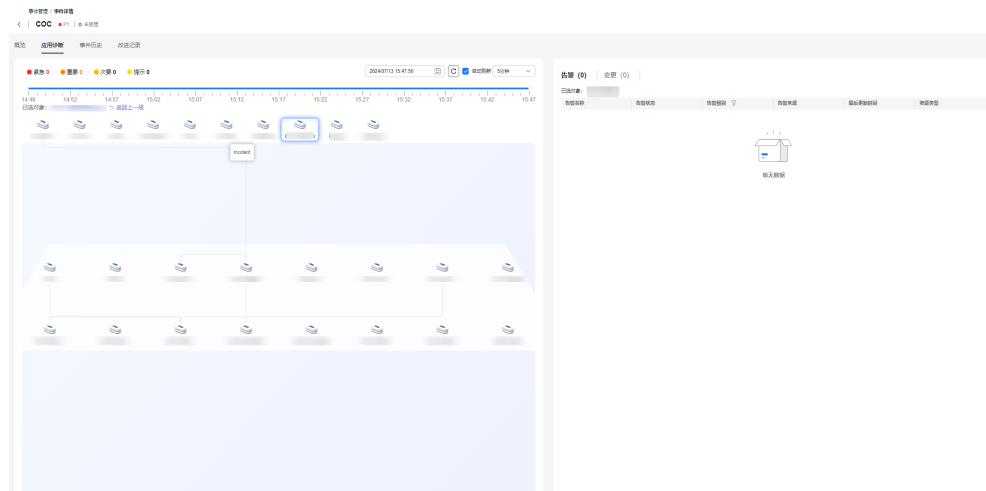 事件管理 / 事件详情
COC P1 未受理
概览 应用诊断 事件历史 改进记录
紧急 0 重要 0 次要 0 提示 0 2024/07/13 15:47:50 自动刷新 5分钟
14:48 14:52 14:57 15:02 15:07 15:12 15:17 15:22 15:27 15:32 15:37 15:42 15:47
已选对象: 返回上一级
Incident
告警 (0) 变更 (0)
已选对象:
告警名称 告警状态 告警级别 告警来源 最后更新时间 资源类型
暂无数据